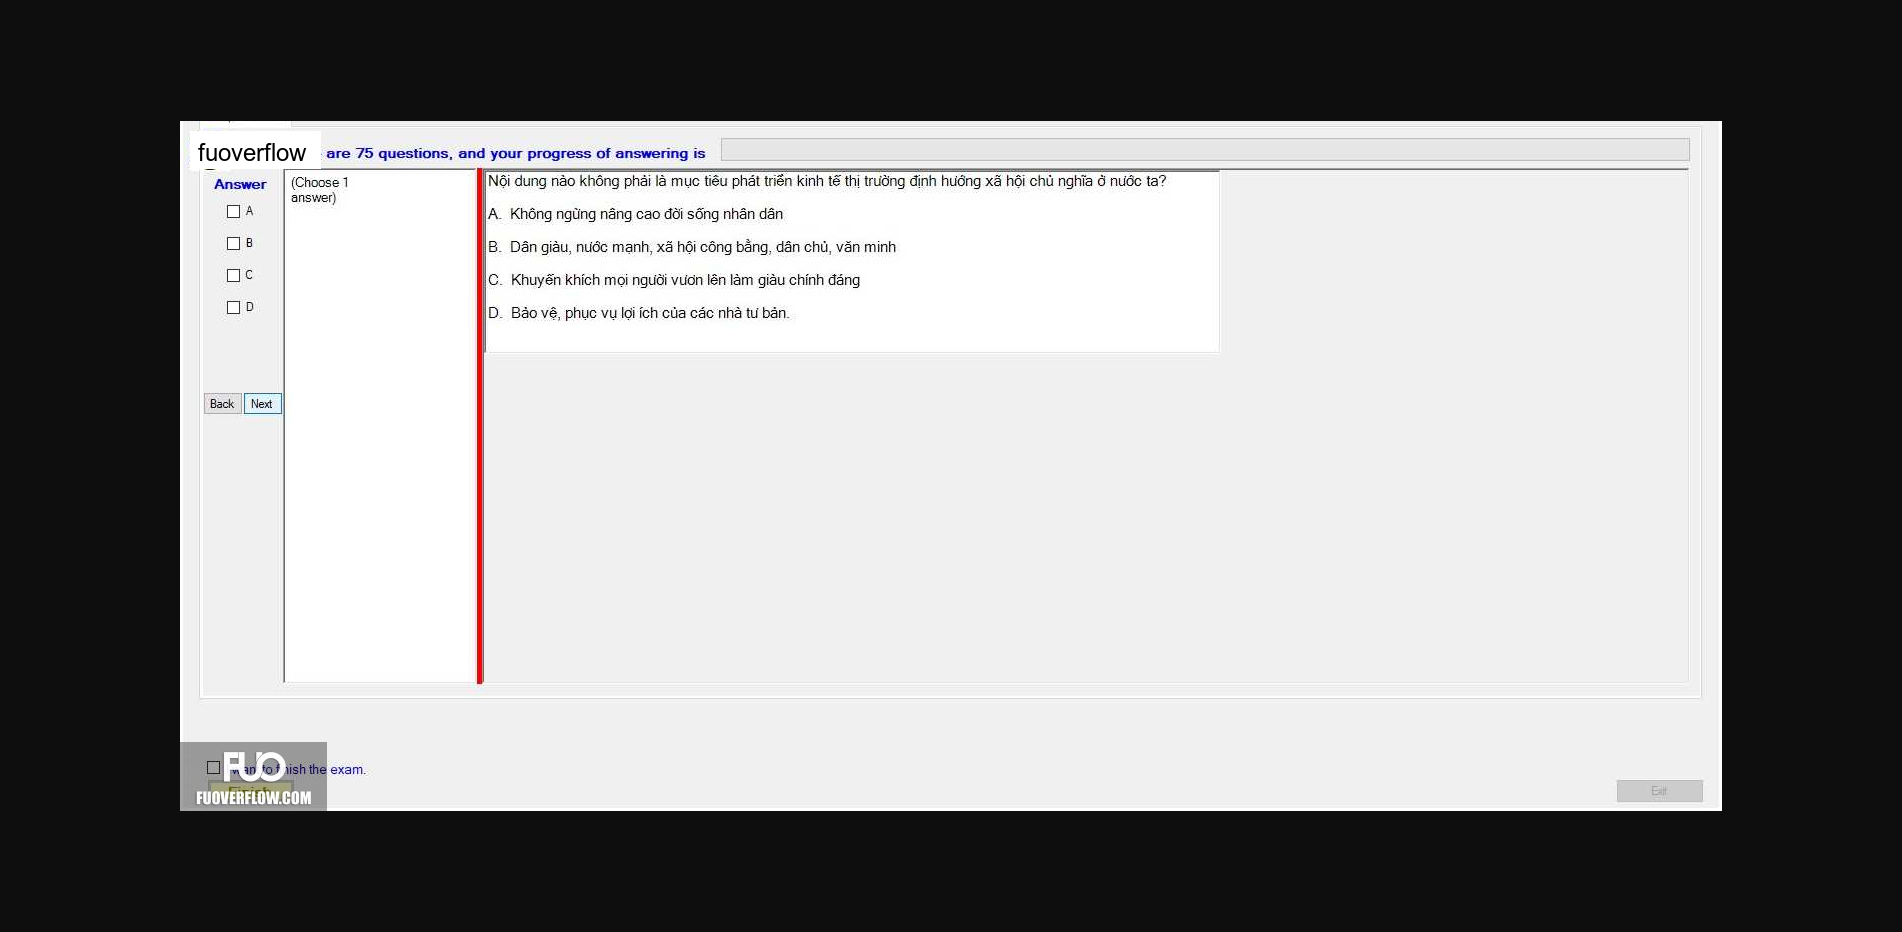 fuoverflow are 75 questions, and your progress of answering is
Answer
(Choose 1
answer)
A
B
C
D
Back Next
Nội dung nào không phải là mục tiêu phát triển kinh tế thị trường định hướng xã hội chủ nghĩa ở nước ta?
A. Không ngừng nâng cao đời sống nhân dân
B. Dân giàu, nước mạnh, xã hội công bằng, dân chủ, văn minh
C. Khuyến khích mọi người vươn lên làm giàu chính đáng
D. Bảo vệ, phục vụ lợi ích của các nhà tư bản.
FUO
want to finish the exam.
Finish
FUOVERFLOW.COM
Exit